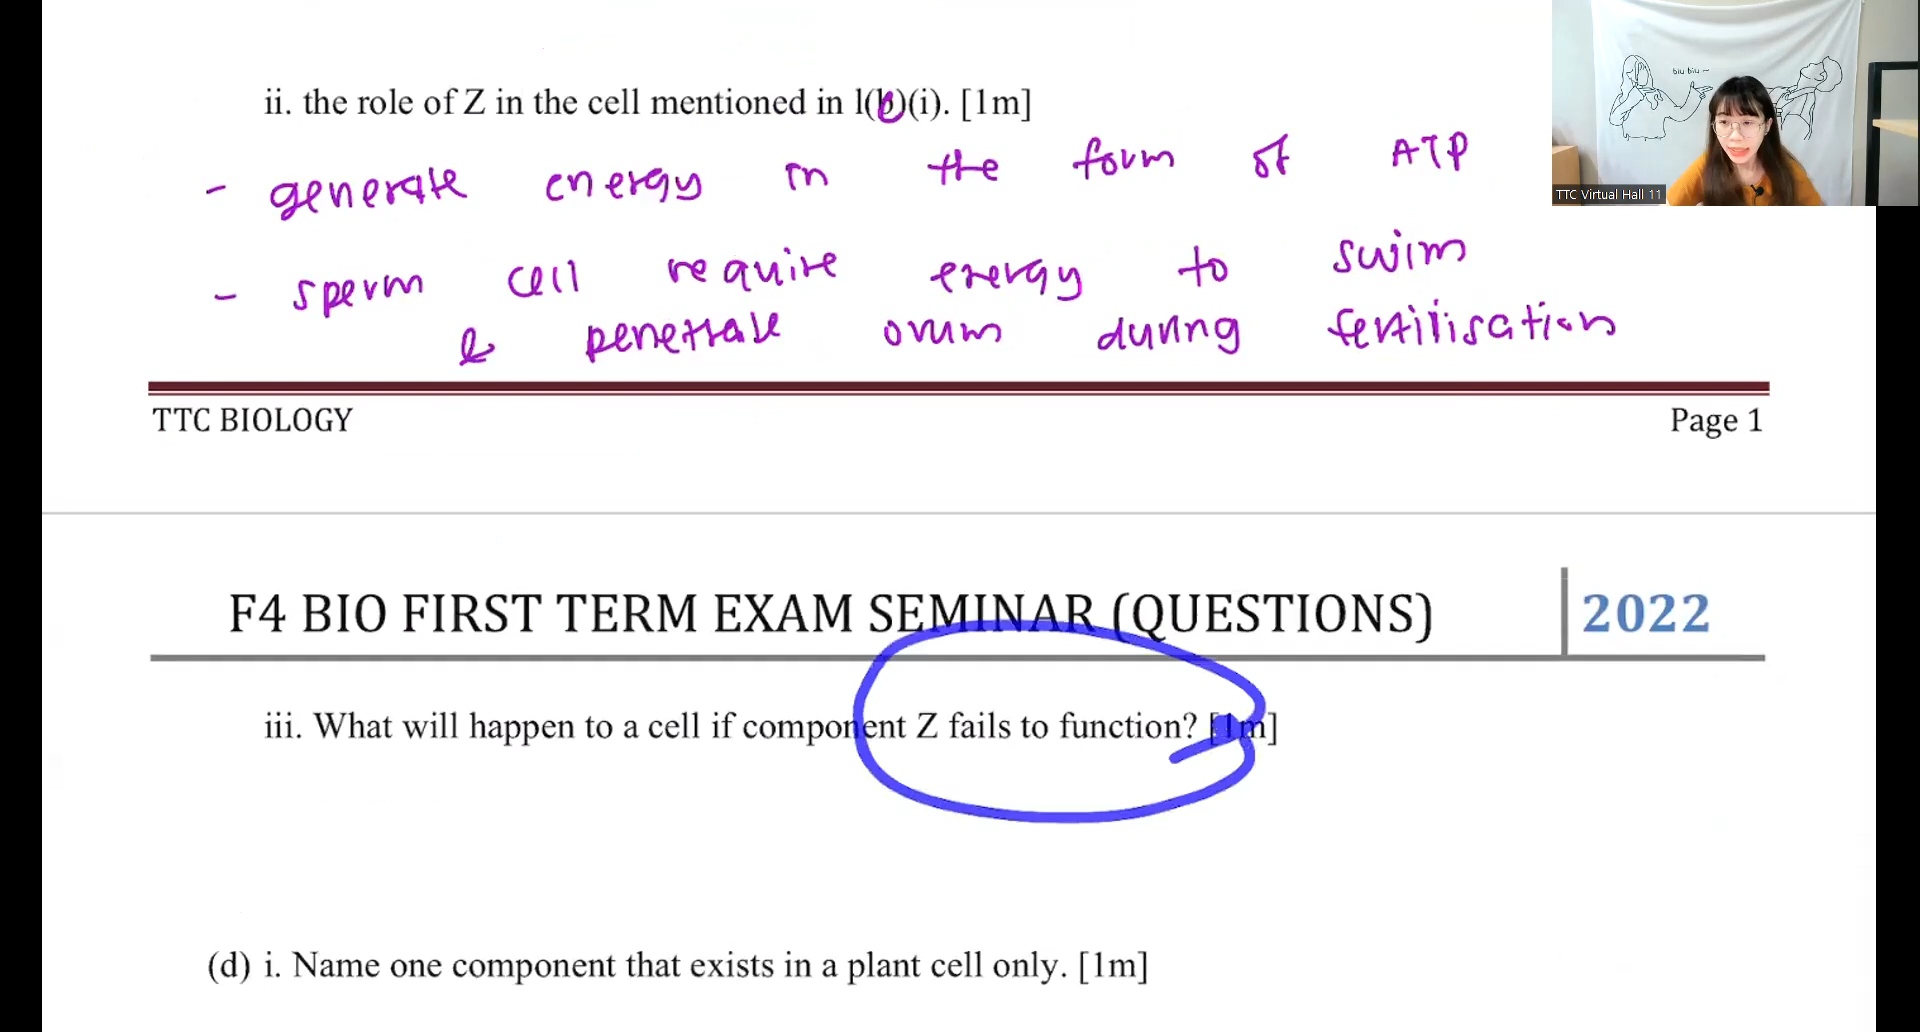 ii. the role of Z in the cell mentioned in 1(c)(i). [1m]
- generate energy in the form of ATP
- sperm cell require energy to swim
& penetrate ovum during fertilisation
TTC BIOLOGY Page 1
F4 BIO FIRST TERM EXAM SEMINAR (QUESTIONS) 2022
iii. What will happen to a cell if component Z fails to function? [1m]
(d) i. Name one component that exists in a plant cell only. [1m]
biu biu ~
TTC Virtual Hall 11